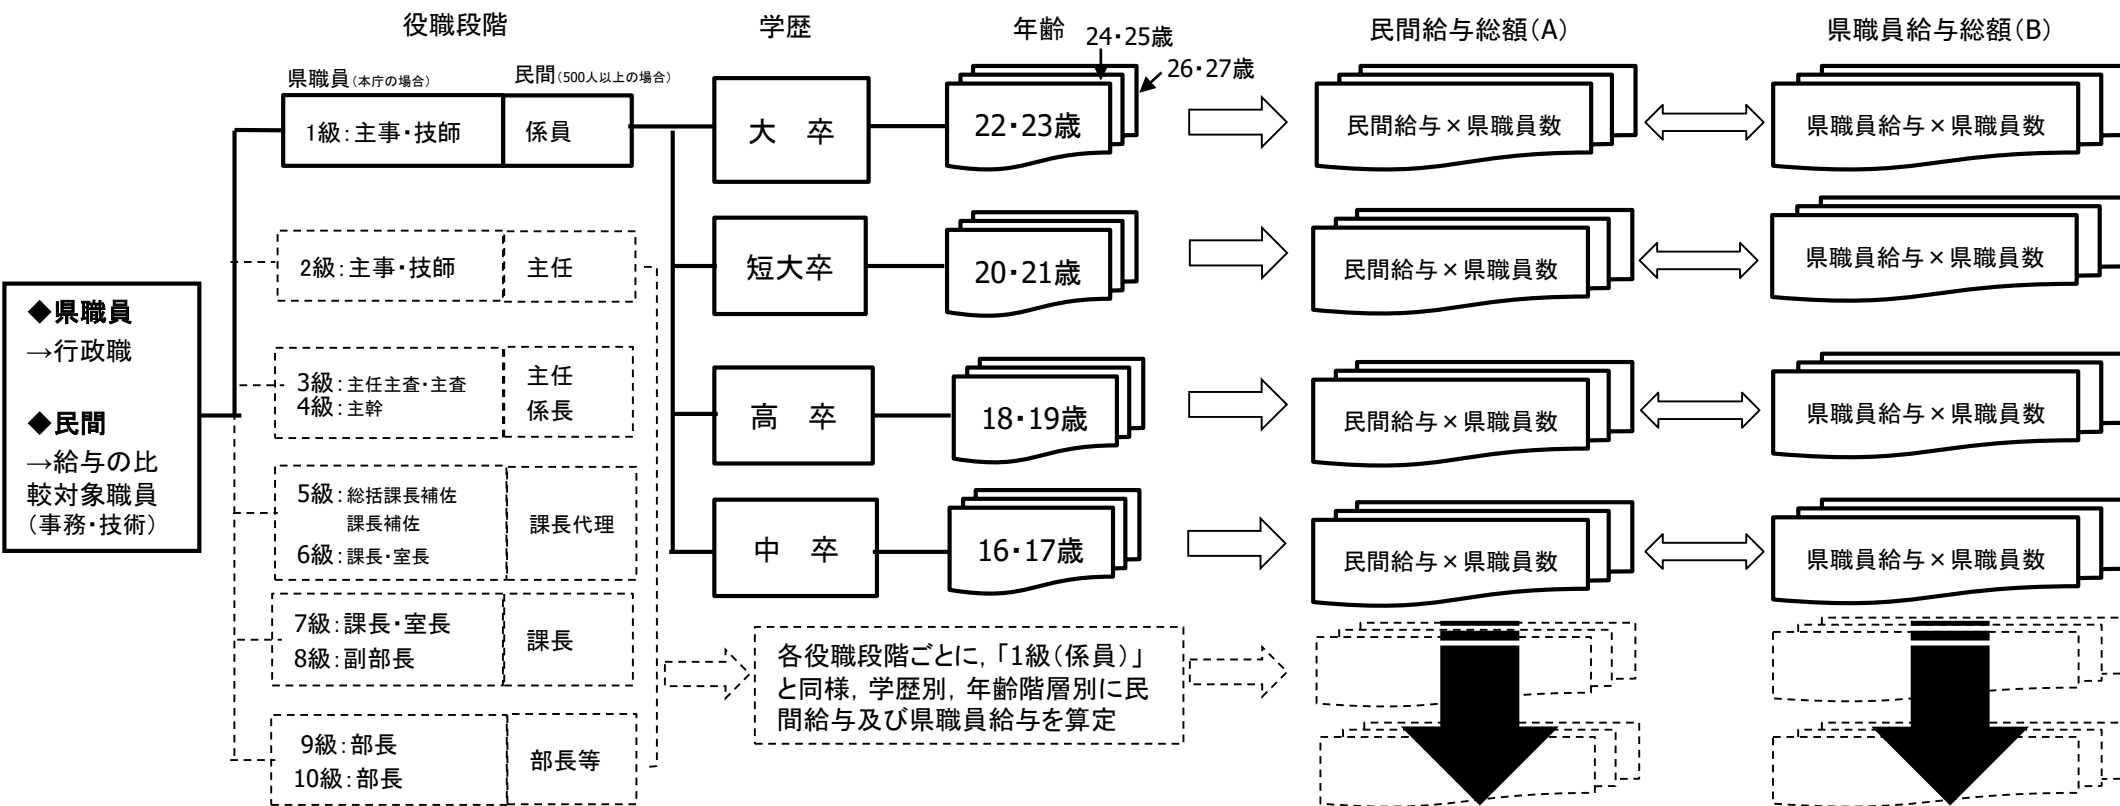 役職段階
学歴
年齢
民間給与総額(A)
県職員給与総額(B)
24・25歳
26・27歳
県職員(本庁の場合)
民間(500人以上の場合)
1級:主事・技師
係員
大 卒
22・23歳
民間給与×県職員数
県職員給与×県職員数
2級:主事・技師
主任
短大卒
20・21歳
民間給与×県職員数
県職員給与×県職員数
◆県職員
→行政職
◆民間
→給与の比
較対象職員
(事務・技術)
3級:主任主査・主査
4級:主幹
主任
係長
高 卒
18・19歳
民間給与×県職員数
県職員給与×県職員数
5級:総括課長補佐
課長補佐
6級:課長・室長
課長代理
中 卒
16・17歳
民間給与×県職員数
県職員給与×県職員数
7級:課長・室長
8級:副部長
課長
各役職段階ごとに,「1級(係員)」
と同様,学歴別,年齢階層別に民
間給与及び県職員給与を算定
9級:部長
10級:部長
部長等